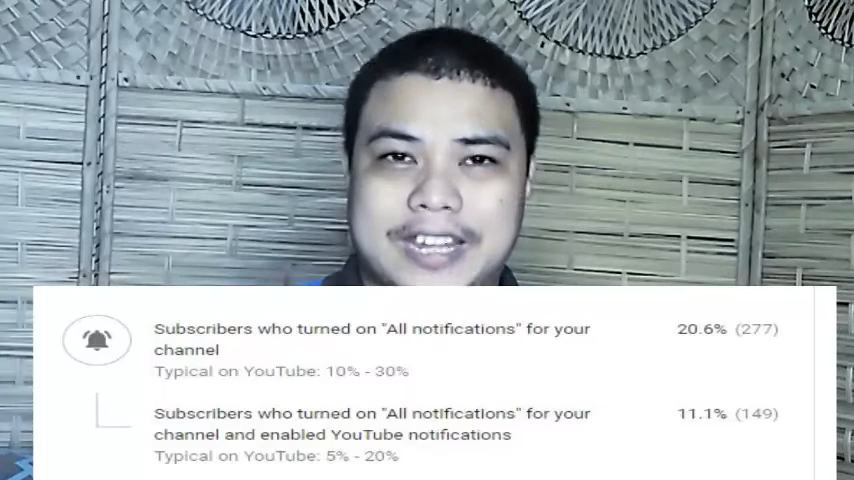 Subscribers who turned on "All notifications" for your 20.6% (277)
channel
Typical on YouTube: 10% - 30%
Subscribers who turned on "All notifications" for your 11.1% (149)
channel and enabled YouTube notifications
Typical on YouTube: 5% - 20%